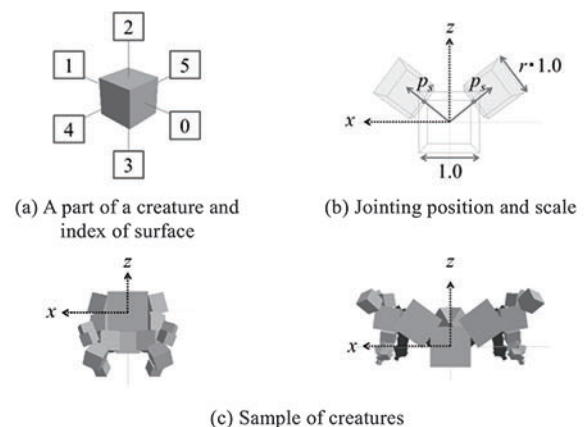 2
1
5
4
0
3
(a) A part of a creature and
index of surface
z
r·1.0
pₛ
pₛ
x
1.0
(b) Jointing position and scale
z
x
z
x
(c) Sample of creatures